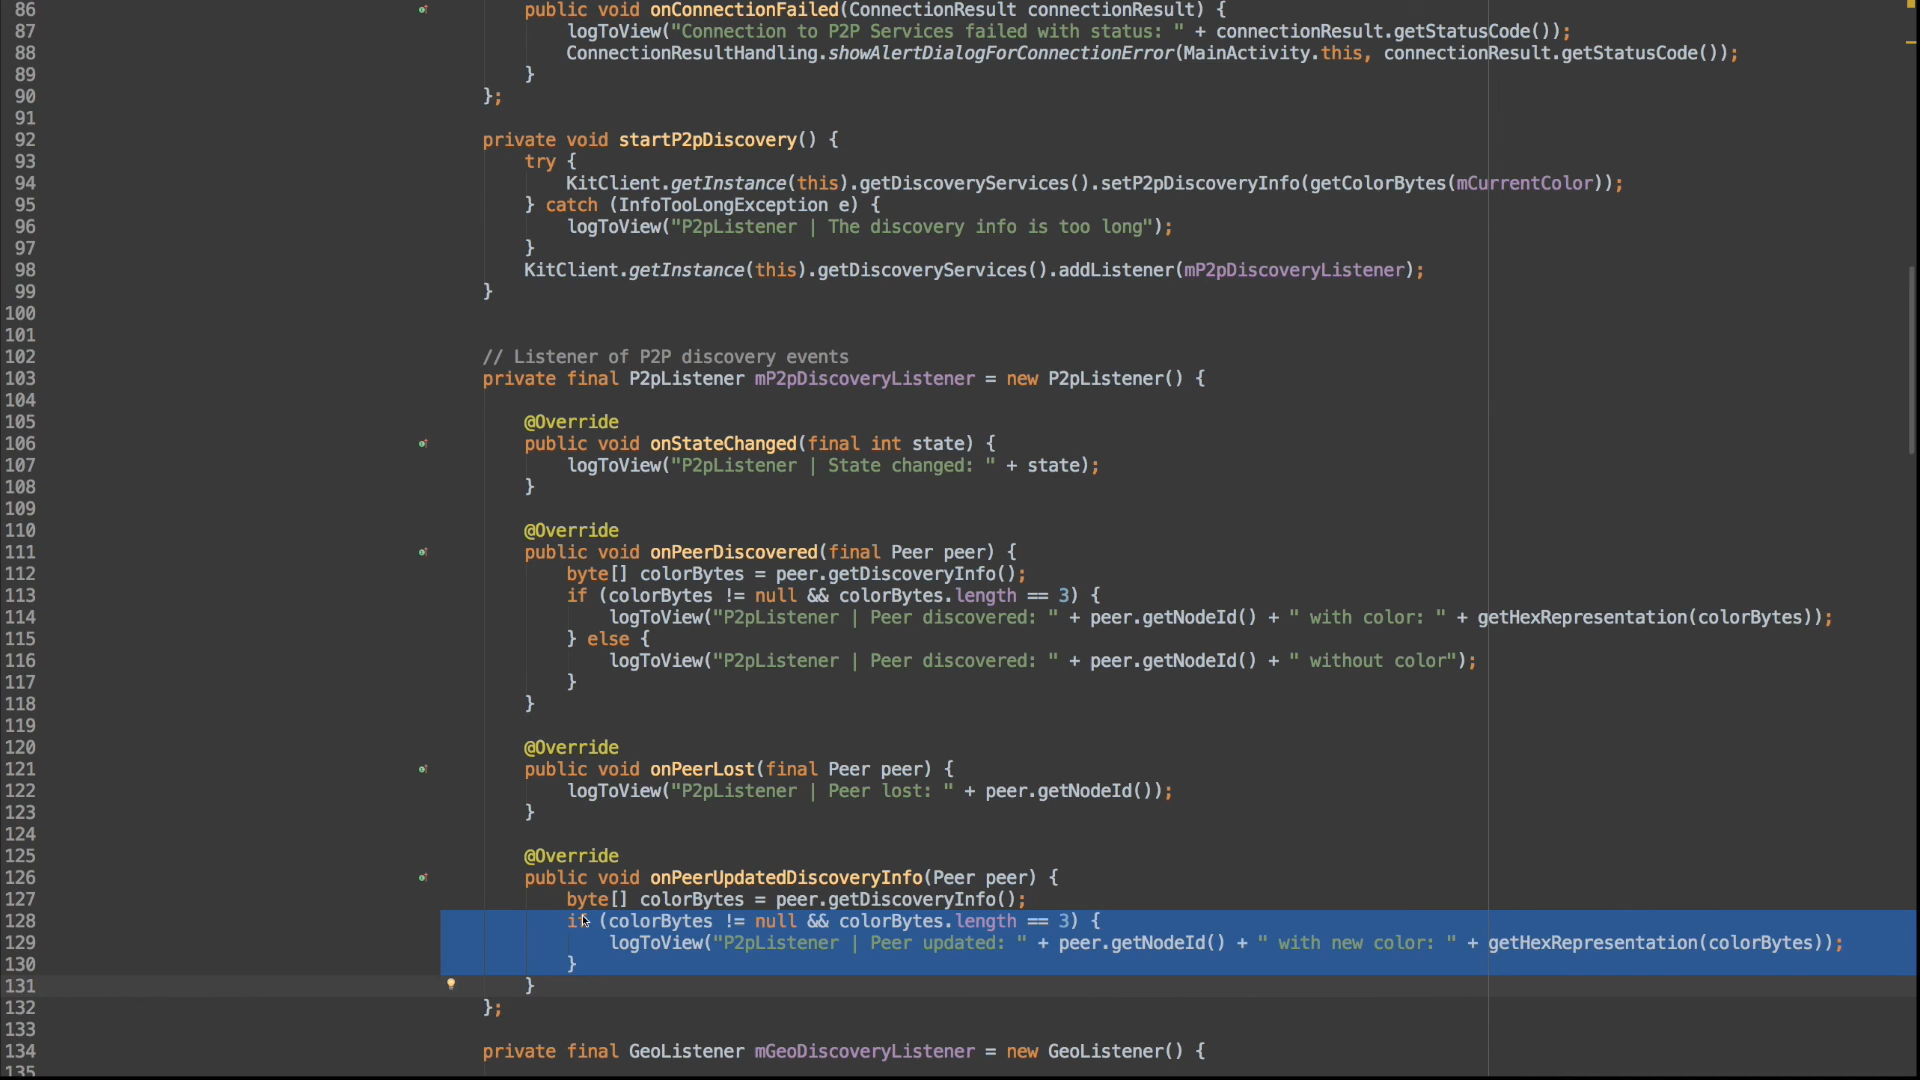 86 public void onConnectionFailed(ConnectionResult connectionResult) {
87 logToView("Connection to P2P Services failed with status: " + connectionResult.getStatusCode());
88 ConnectionResultHandling.showAlertDialogForConnectionError(MainActivity.this, connectionResult.getStatusCode());
89 }
90 };
91
92 private void startP2pDiscovery() {
93 try {
94 KitClient.getInstance(this).getDiscoveryServices().setP2pDiscoveryInfo(getColorBytes(mCurrentColor));
95 } catch (InfoTooLongException e) {
96 logToView("P2pListener | The discovery info is too long");
97 }
98 KitClient.getInstance(this).getDiscoveryServices().addListener(mP2pDiscoveryListener);
99 }
100
101
102 // Listener of P2P discovery events
103 private final P2pListener mP2pDiscoveryListener = new P2pListener() {
104
105 @Override
106 public void onStateChanged(final int state) {
107 logToView("P2pListener | State changed: " + state);
108 }
109
110 @Override
111 public void onPeerDiscovered(final Peer peer) {
112 byte[] colorBytes = peer.getDiscoveryInfo();
113 if (colorBytes != null && colorBytes.length == 3) {
114 logToView("P2pListener | Peer discovered: " + peer.getNodeId() + " with color: " + getHexRepresentation(colorBytes));
115 } else {
116 logToView("P2pListener | Peer discovered: " + peer.getNodeId() + " without color");
117 }
118 }
119
120 @Override
121 public void onPeerLost(final Peer peer) {
122 logToView("P2pListener | Peer lost: " + peer.getNodeId());
123 }
124
125 @Override
126 public void onPeerUpdatedDiscoveryInfo(Peer peer) {
127 byte[] colorBytes = peer.getDiscoveryInfo();
128 if (colorBytes != null && colorBytes.length == 3) {
129 logToView("P2pListener | Peer updated: " + peer.getNodeId() + " with new color: " + getHexRepresentation(colorBytes));
130 }
131 }
132 };
133
134 private final GeoListener mGeoDiscoveryListener = new GeoListener() {
135